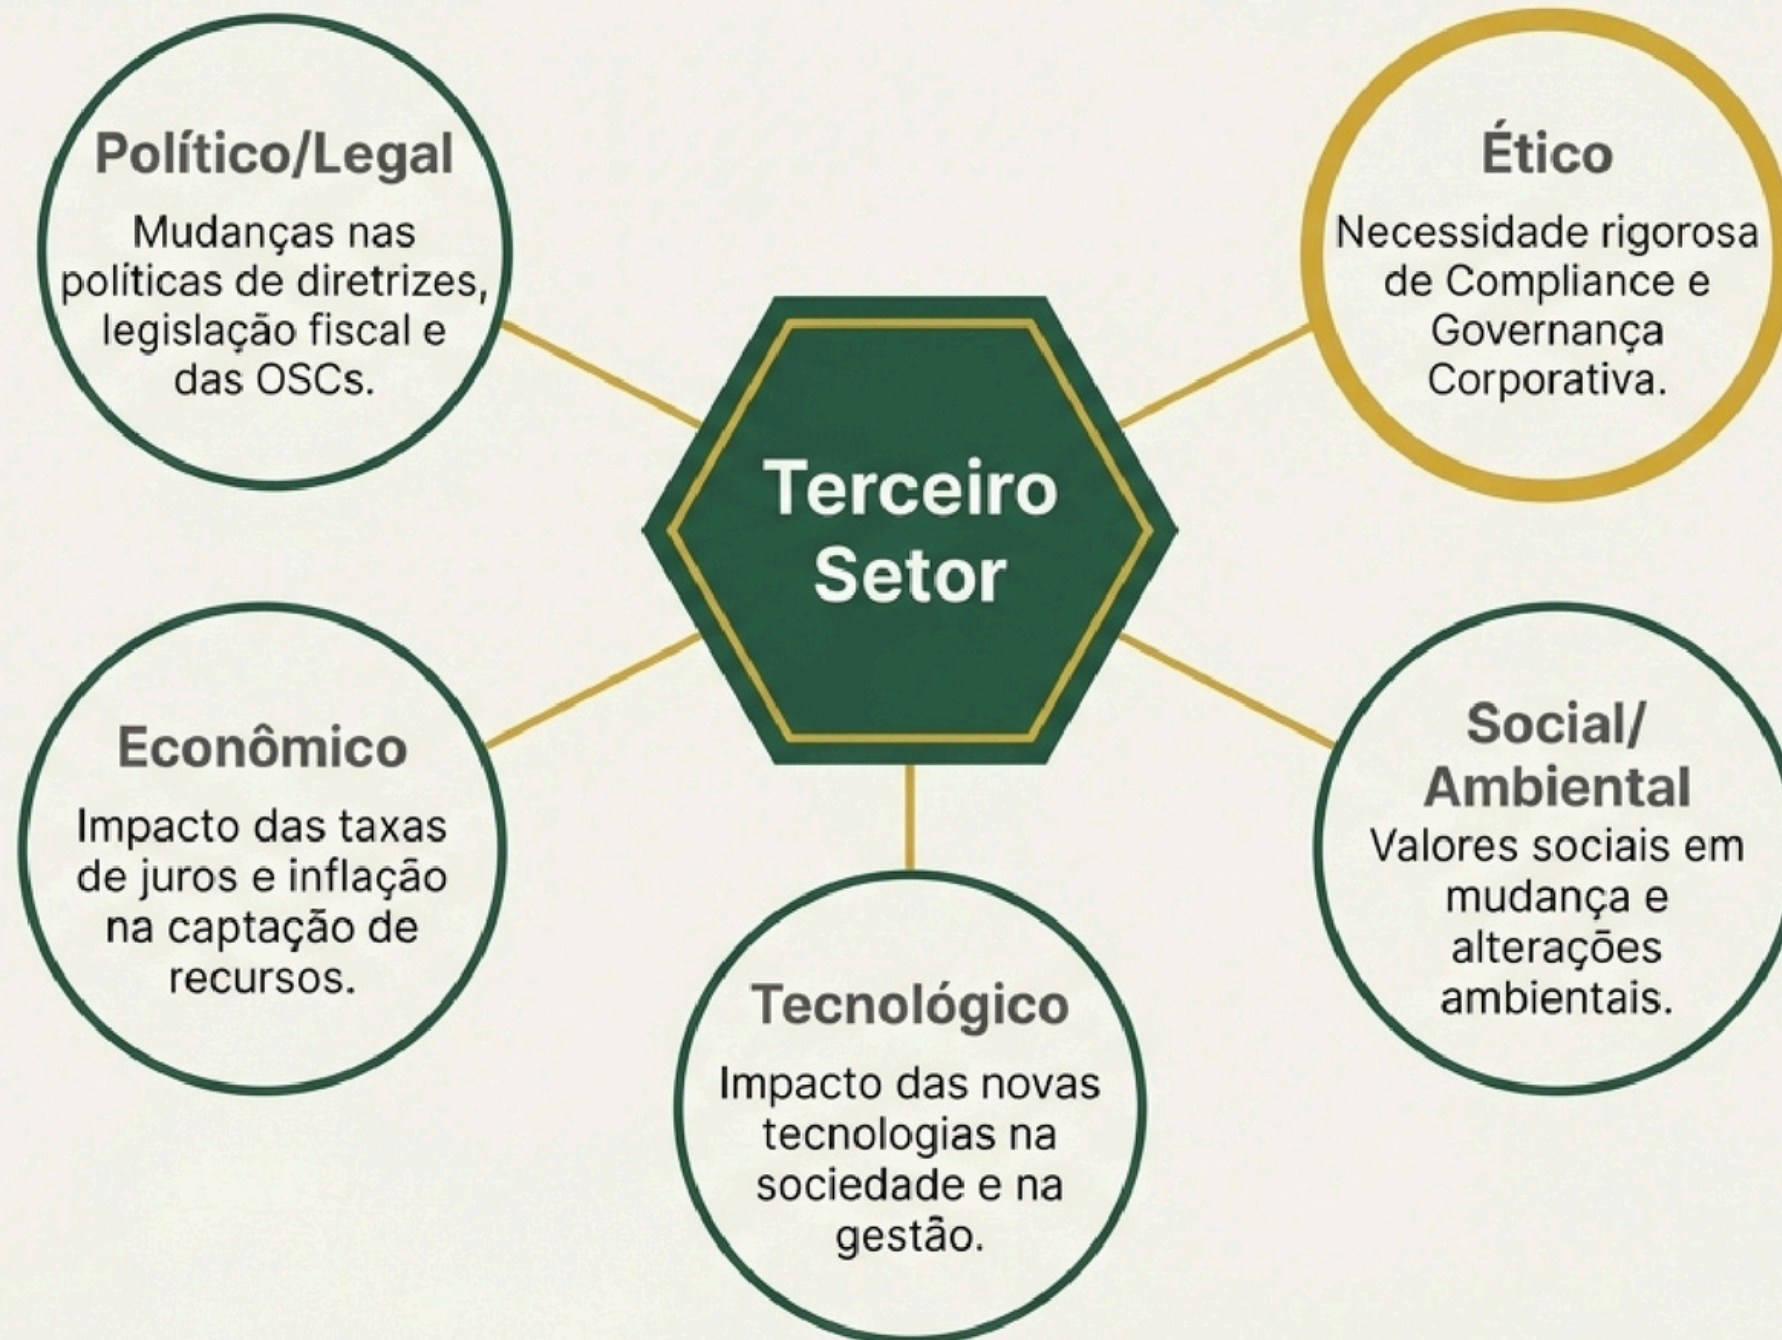 Político/Legal
Mudanças nas
políticas de diretrizes,
legislação fiscal e
das OSCs.
Ético
Necessidade rigorosa
de Compliance e
Governança
Corporativa.
Terceiro
Setor
Econômico
Impacto das taxas
de juros e inflação
na captação de
recursos.
Social/
Ambiental
Valores sociais em
mudança e
alterações
ambientais.
Tecnológico
Impacto das novas
tecnologias na
sociedade e na
gestão.